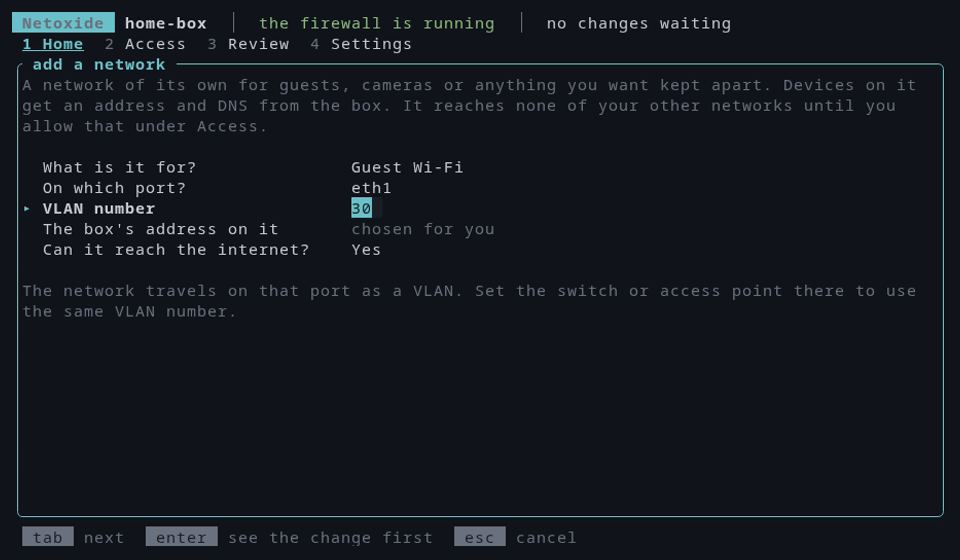 Netoxide home-box │ the firewall is running │ no changes waiting
1 Home 2 Access 3 Review 4 Settings
add a network
A network of its own for guests, cameras or anything you want kept apart. Devices on it
get an address and DNS from the box. It reaches none of your other networks until you
allow that under Access.
What is it for? Guest Wi-Fi
On which port? eth1
▸ VLAN number 30
The box's address on it chosen for you
Can it reach the internet? Yes
The network travels on that port as a VLAN. Set the switch or access point there to use
the same VLAN number.
tab next enter see the change first esc cancel